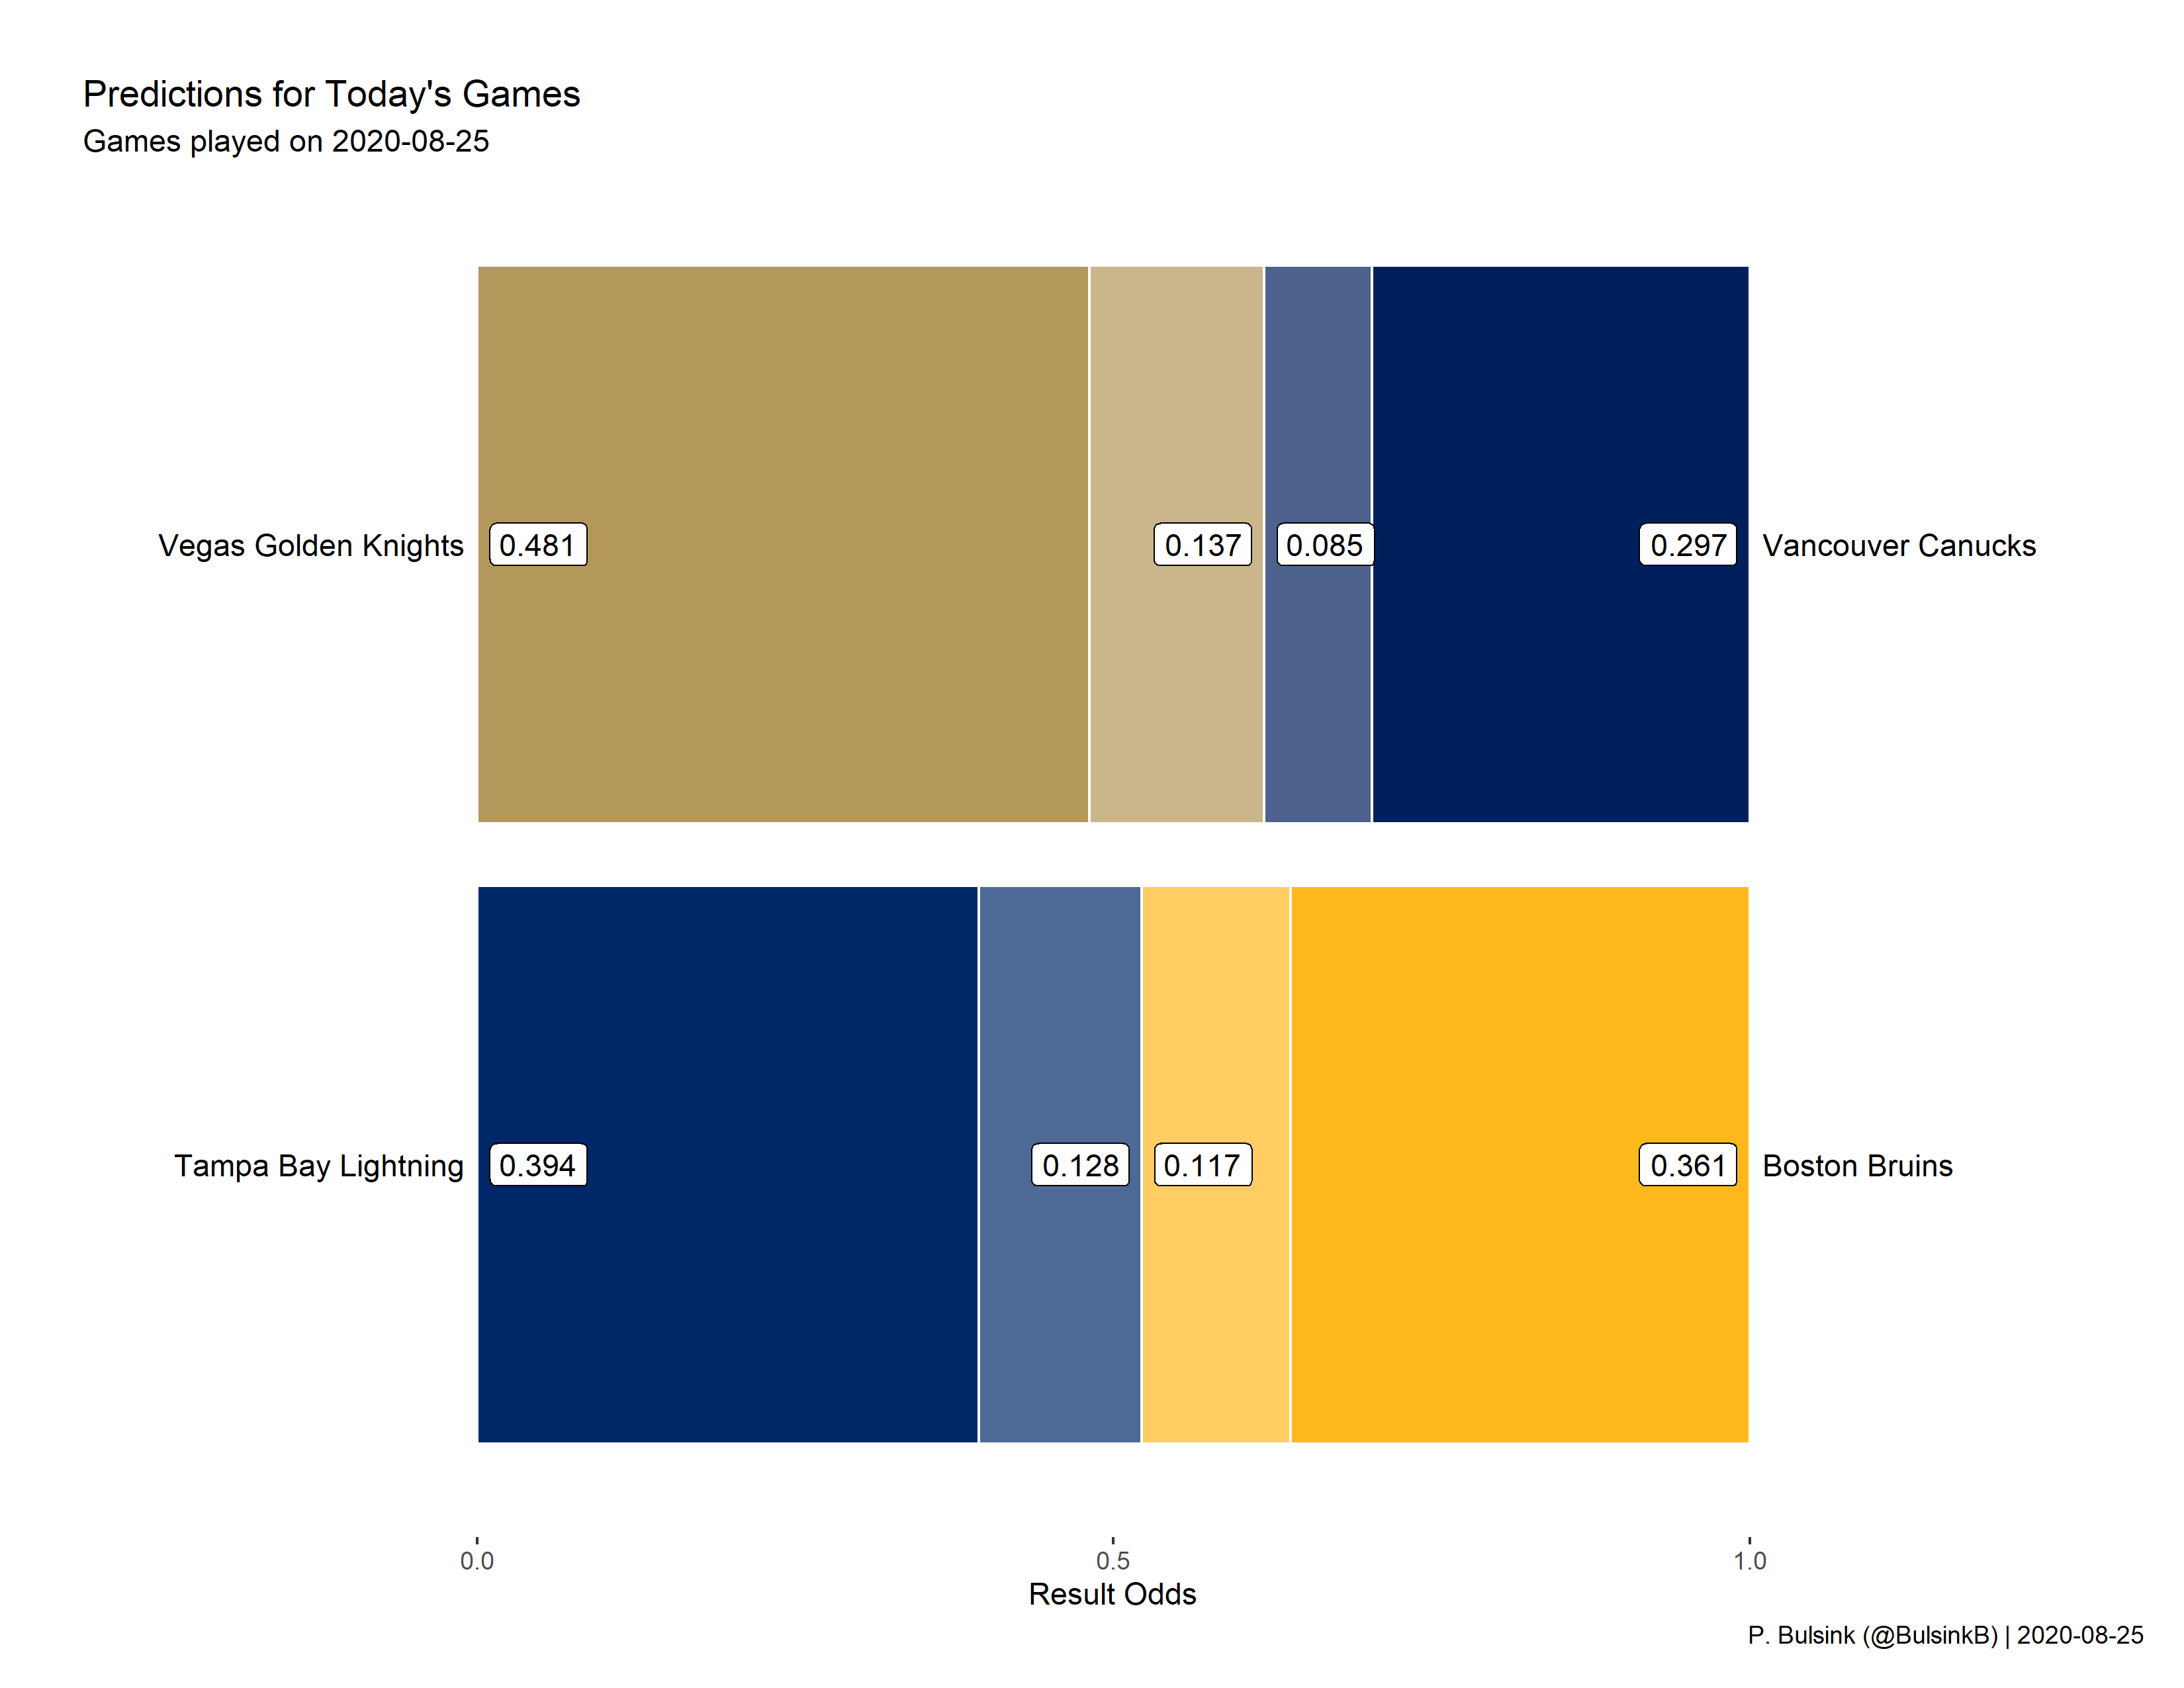 Predictions for Today's Games
Games played on 2020-08-25
Vegas Golden Knights 0.481 0.137 0.085 0.297 Vancouver Canucks
Tampa Bay Lightning 0.394 0.128 0.117 0.361 Boston Bruins
0.0 0.5 1.0
Result Odds
P. Bulsink (@BulsinkB) | 2020-08-25